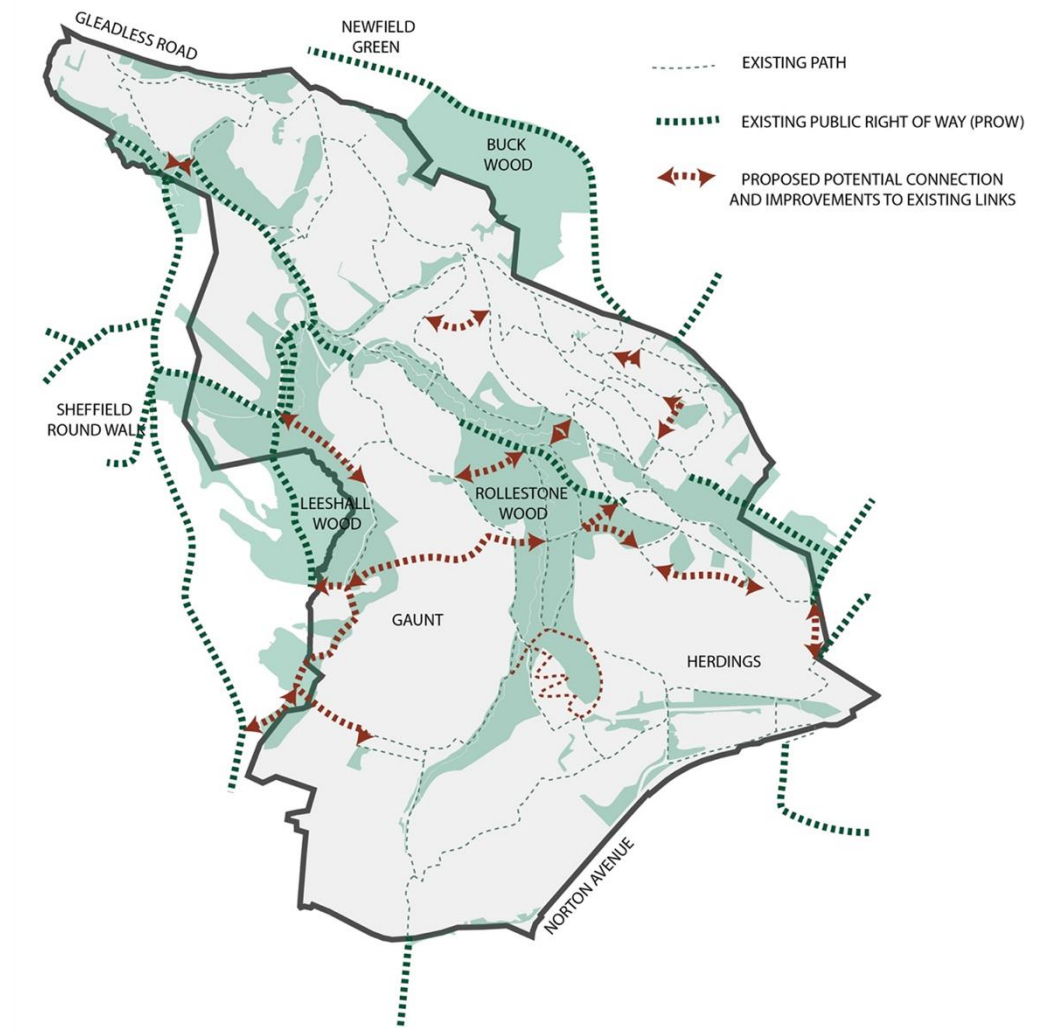 GLEADLESS ROAD
NEWFIELD
GREEN
EXISTING PATH
EXISTING PUBLIC RIGHT OF WAY (PROW)
PROPOSED POTENTIAL CONNECTION
AND IMPROVEMENTS TO EXISTING LINKS
BUCK
WOOD
SHEFFIELD
ROUND WALK
LEESHALL
WOOD
ROLLESTONE
WOOD
GAUNT
HERDINGS
NORTON AVENUE